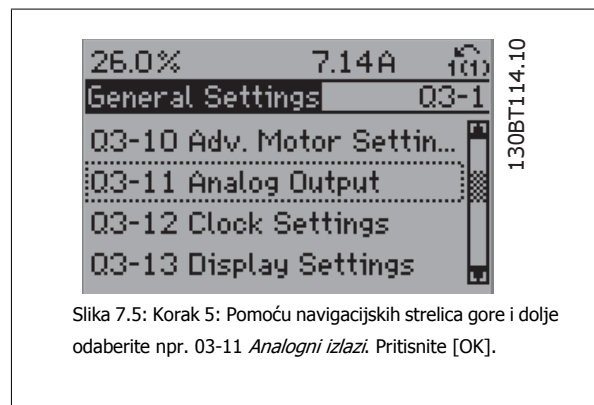 26.0% 7.14A 1(1)
General Settings Q3-1
Q3-10 Adv. Motor Settin...
Q3-11 Analog Output
Q3-12 Clock Settings
Q3-13 Display Settings
130BT114.10
Slika 7.5: Korak 5: Pomoću navigacijskih strelica gore i dolje
odaberite npr. 03-11 Analogni izlazi. Pritisnite [OK].